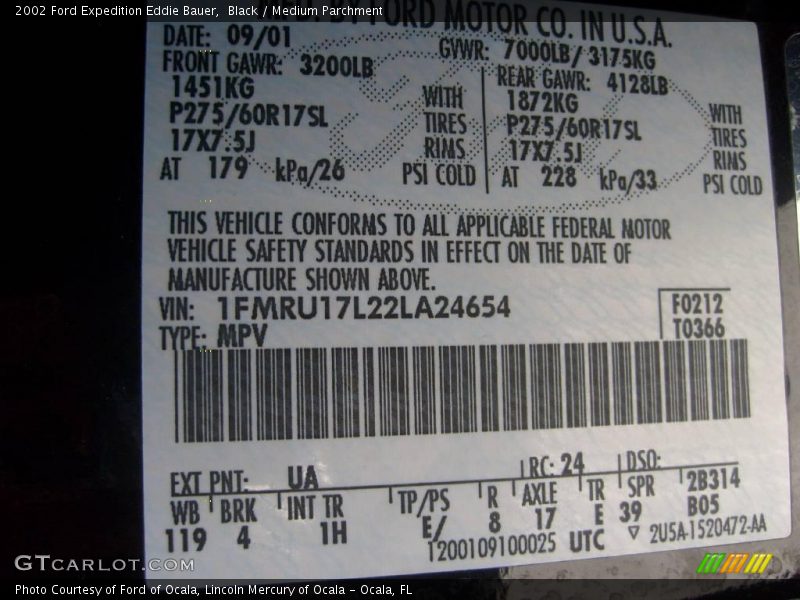 2002 Ford Expedition Eddie Bauer,  Black / Medium Parchment
BY FORD MOTOR CO. IN U.S.A.
DATE: 09/01
GVWR: 7000LB/ 3175KG
FRONT GAWR: 3200LB
REAR GAWR: 4128LB
1451KG
WITH
1872KG
WITH
P275/60R17SL
TIRES
P275/60R17SL
TIRES
17X7.5J
RINS
17X7.5J
RINS
AT 179 kPa/26 PSI COLD
AT 228 kPa/33 PSI COLD
THIS VEHICLE CONFORMS TO ALL APPLICABLE FEDERAL MOTOR
VEHICLE SAFETY STANDARDS IN EFFECT ON THE DATE OF
MANUFACTURE SHOWN ABOVE.
VIN: 1FMRU17L22LA24654
F0212
TYPE: MPV
T0366
EXT PNT: UA
RC: 24
DSO:
WB BRK INT TR TP/PS R AXLE TR SPR 2B314
119 4 1H E/ 8 17 E 39 B05
1200109100025 UTC ▽ 2U5A-1520472-AA
GTCARLOT.COM
Photo Courtesy of Ford of Ocala, Lincoln Mercury of Ocala - Ocala, FL